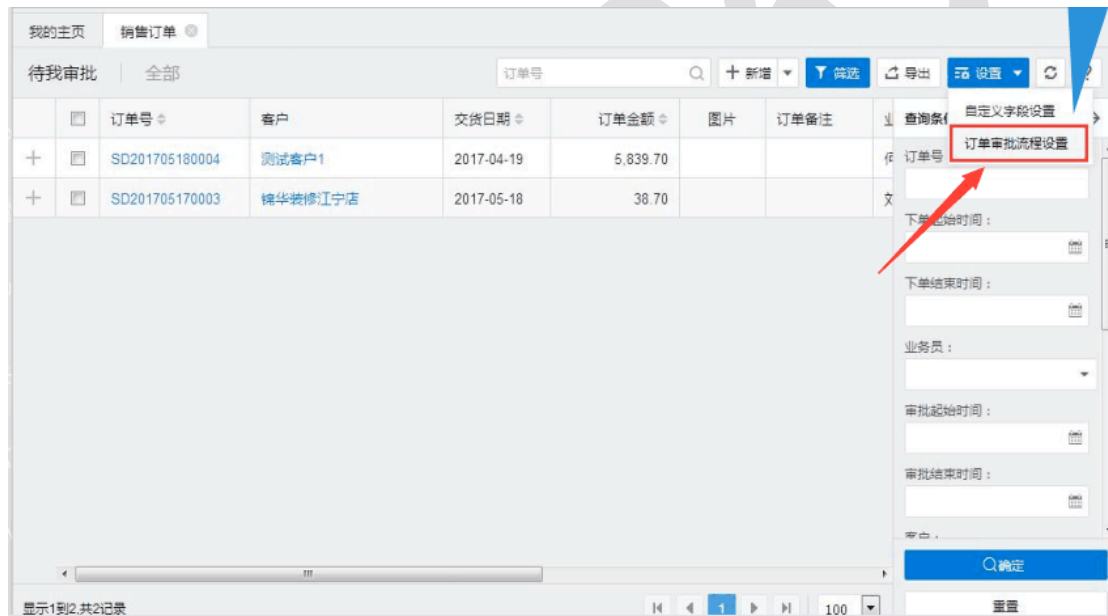 我的主页 销售订单
待我审批 全部 订单号 新增 筛选 导出 设置 ?
自定义字段设置
订单审批流程设置
订单号 客户 交货日期 订单金额 图片 订单备注 查询条件
SD201705180004 测试客户1 2017-04-19 5,839.70
订单号
SD201705170003 锦华装修江宁店 2017-05-18 38.70
下单起始时间：
下单结束时间：
业务员：
审批起始时间：
审批结束时间：
客户：
确定
显示1到2,共2记录 1 100 重置